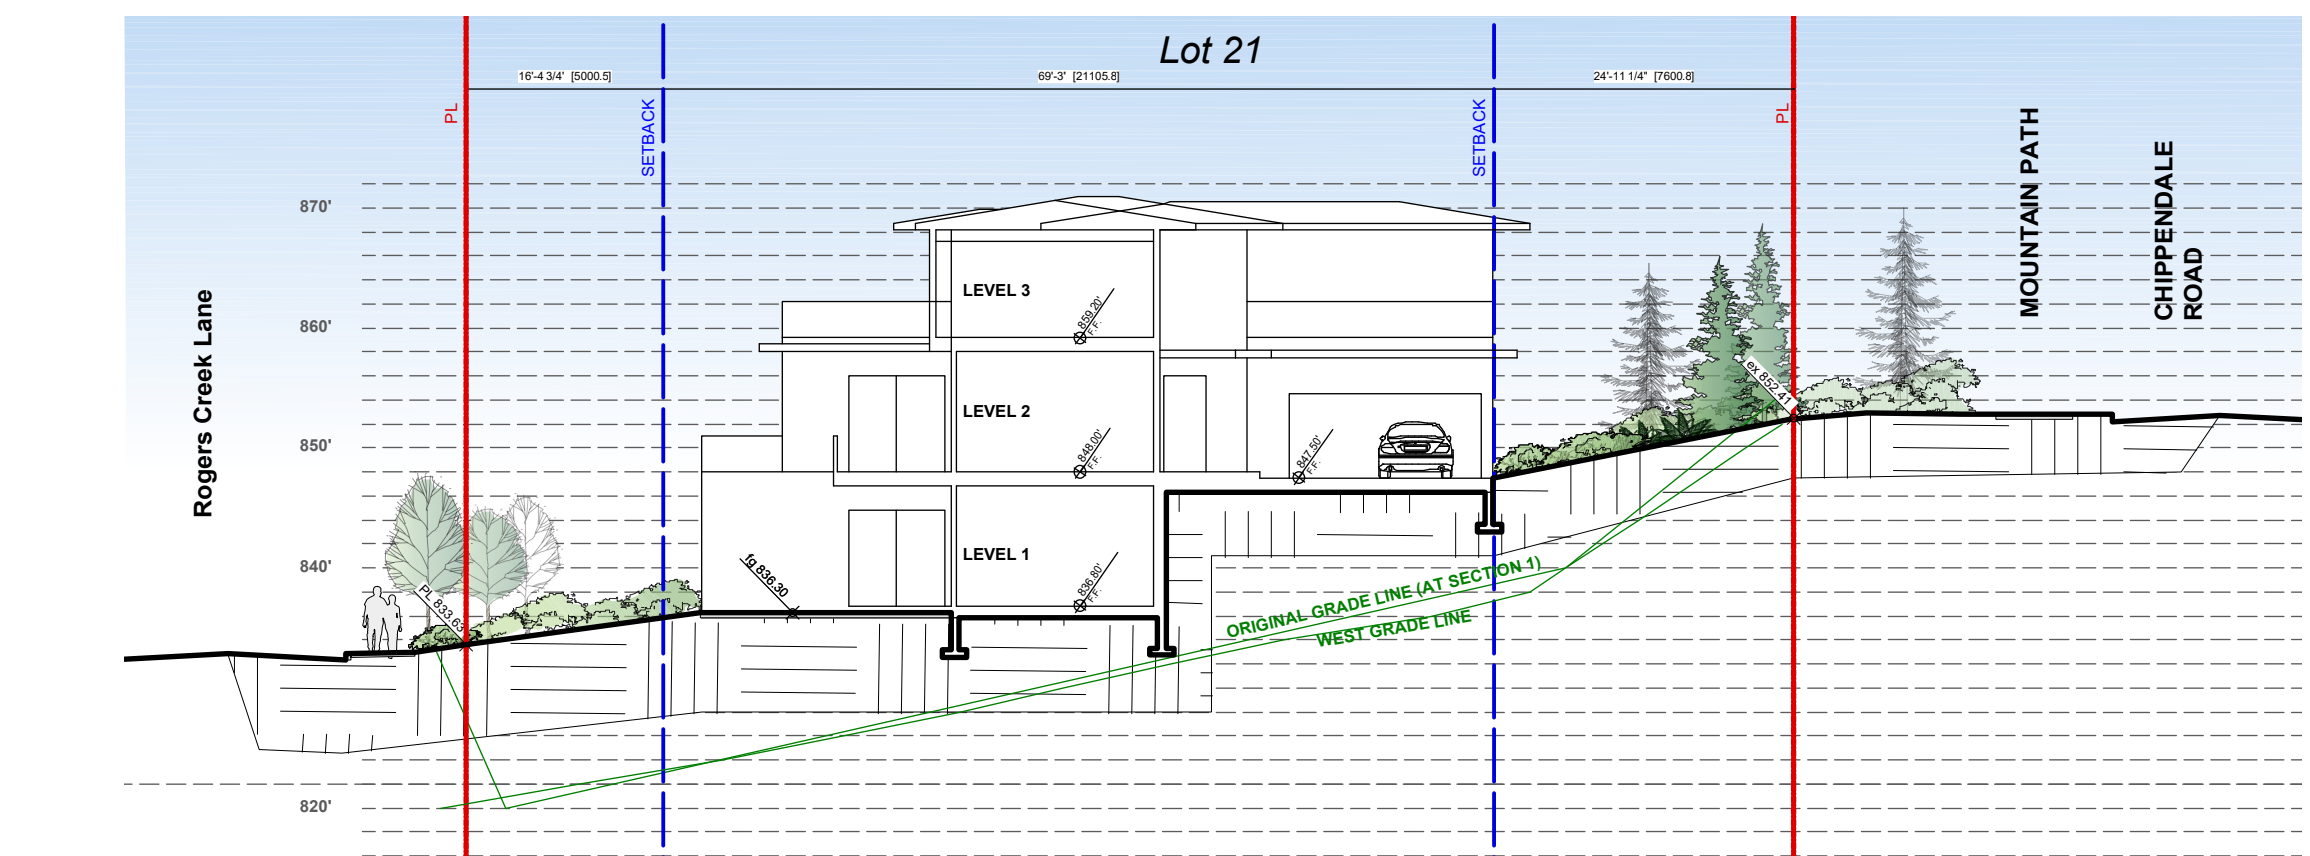 Lot 21
16'-4 3/4' [5000.5]
69'-3' [21105.8]
24'-11 1/4" [7600.8]
PL
SETBACK
SETBACK
PL
MOUNTAIN PATH
CHIPPENDALE
ROAD
Rogers Creek Lane
870'
860'
850'
840'
820'
LEVEL 3
859.20'
F.F.
LEVEL 2
848.00'
F.F.
847.50'
F.F.
LEVEL 1
836.80'
F.F.
fg 836.30
PL 833.63
ex 852.41
ORIGINAL GRADE LINE (AT SECTION 1)
WEST GRADE LINE